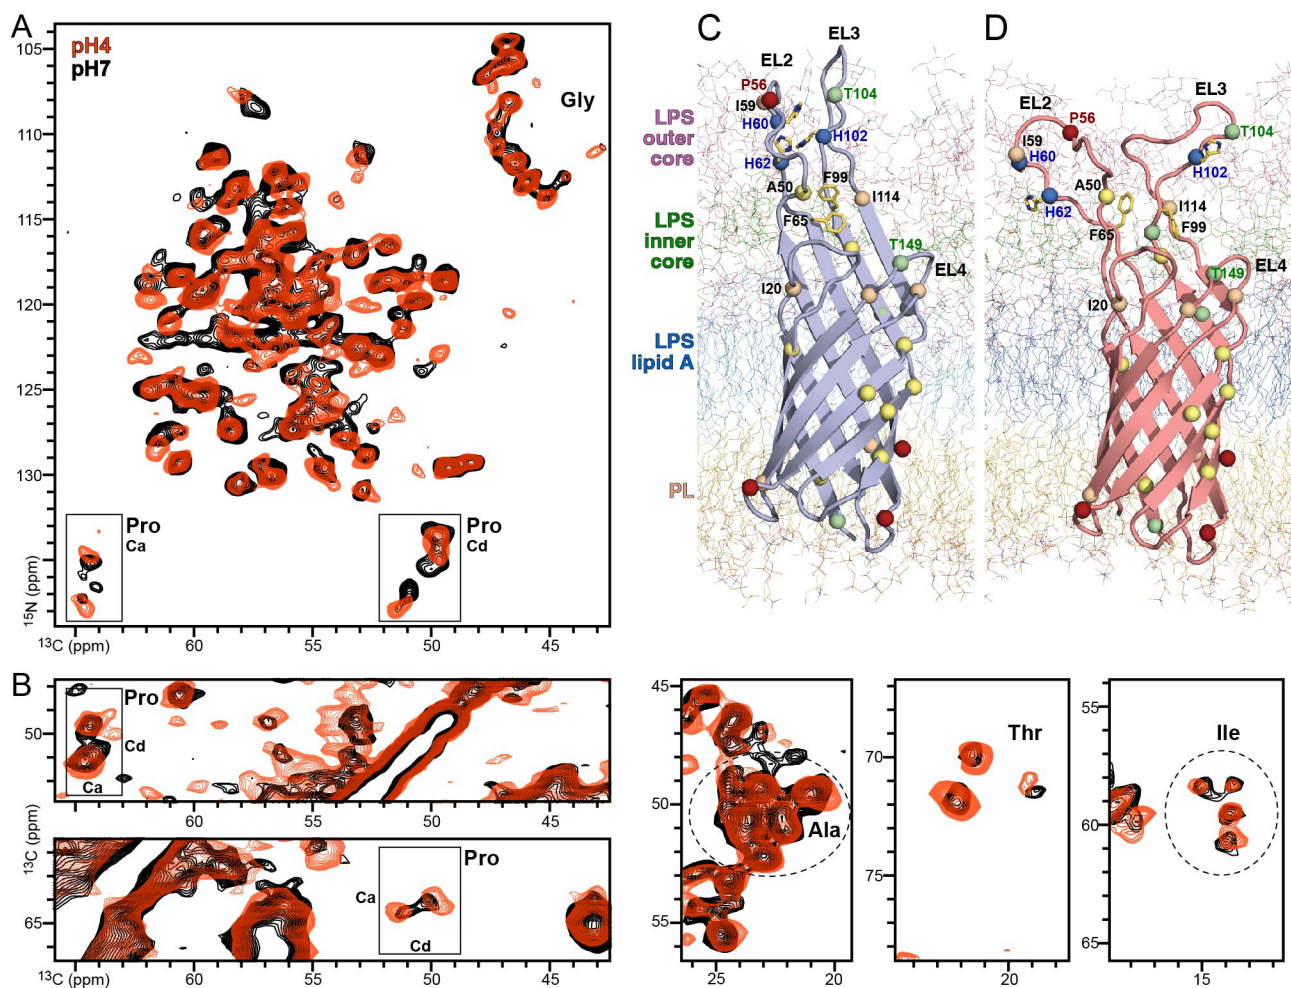 A
pH4
pH7
Gly
105
110
115
120
125
130
Pro
Ca
Pro
Cd
15N (ppm)
13C (ppm)
60
55
50
45
B
Pro
Cd
Ca
50
60
55
50
45
13C (ppm)
Pro
Ca
Cd
65
13C (ppm)
60
55
50
45
45
50
55
Ala
25
20
Thr
70
75
20
Ile
55
60
65
15
C
EL3
EL2
P56
I59
H60
T104
H102
H62
A50
F99
I114
F65
T149
EL4
I20
LPS
outer
core
LPS
inner
core
LPS
lipid A
PL
D
EL3
EL2
P56
T104
I59
H60
H102
A50
H62
I114
F65
F99
EL4
T149
I20